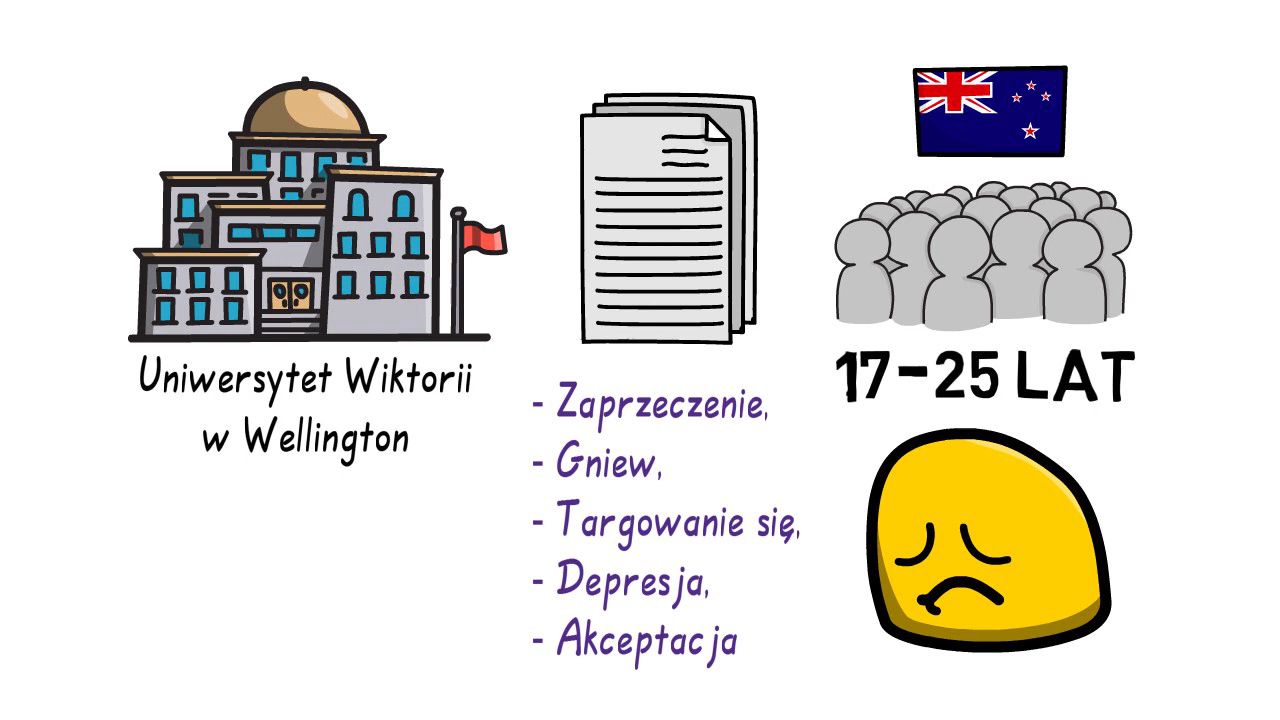 Uniwersytet Wiktorii
w Wellington
- Zaprzeczenie,
- Gniew,
- Targowanie się,
- Depresja,
- Akceptacja
17-25 LAT